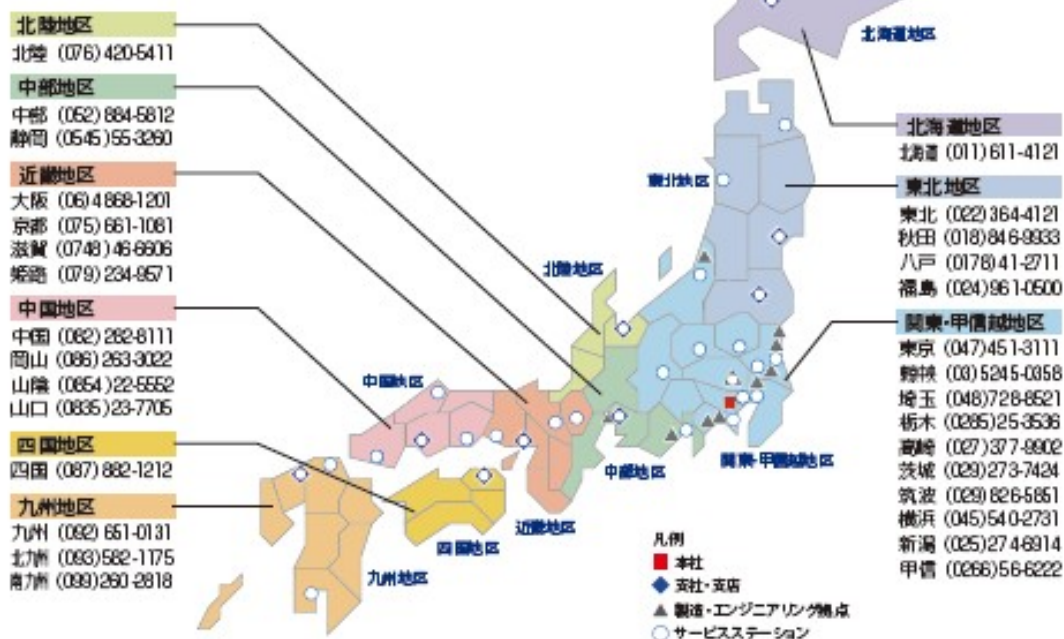 北陸地区
北陸 (076)420-5411
中部地区
中部 (052)884-5812
静岡 (0545)55-3260
近畿地区
大阪 (06)4868-1201
京都 (075)661-1081
滋賀 (0748)46-6606
姫路 (079)234-9571
中国地区
中国 (082)282-8111
岡山 (086)263-3022
山陰 (0854)22-5552
山口 (0835)23-7705
四国地区
四国 (087)882-1212
九州地区
九州 (092)651-0131
北九州 (093)582-1175
南九州 (099)260-2818
北海道地区
東北地区
北陸地区
中国地区
中部地区
関東・甲信越地区
近畿地区
四国地区
九州地区
凡例
本社
支社・支店
製造・エンジニアリング拠点
サービスステーション
北海道地区
北海道 (011)611-4121
東北地区
東北 (022)364-4121
秋田 (018)846-9933
八戸 (0178)41-2711
福島 (024)961-0500
関東・甲信越地区
東京 (047)451-3111
(03)5245-0358
埼玉 (048)728-8521
栃木 (0285)25-3536
高崎 (027)377-9902
茨城 (029)273-7424
筑波 (029)826-5851
横浜 (045)540-2731
新潟 (025)274-6914
甲信 (0266)56-6222